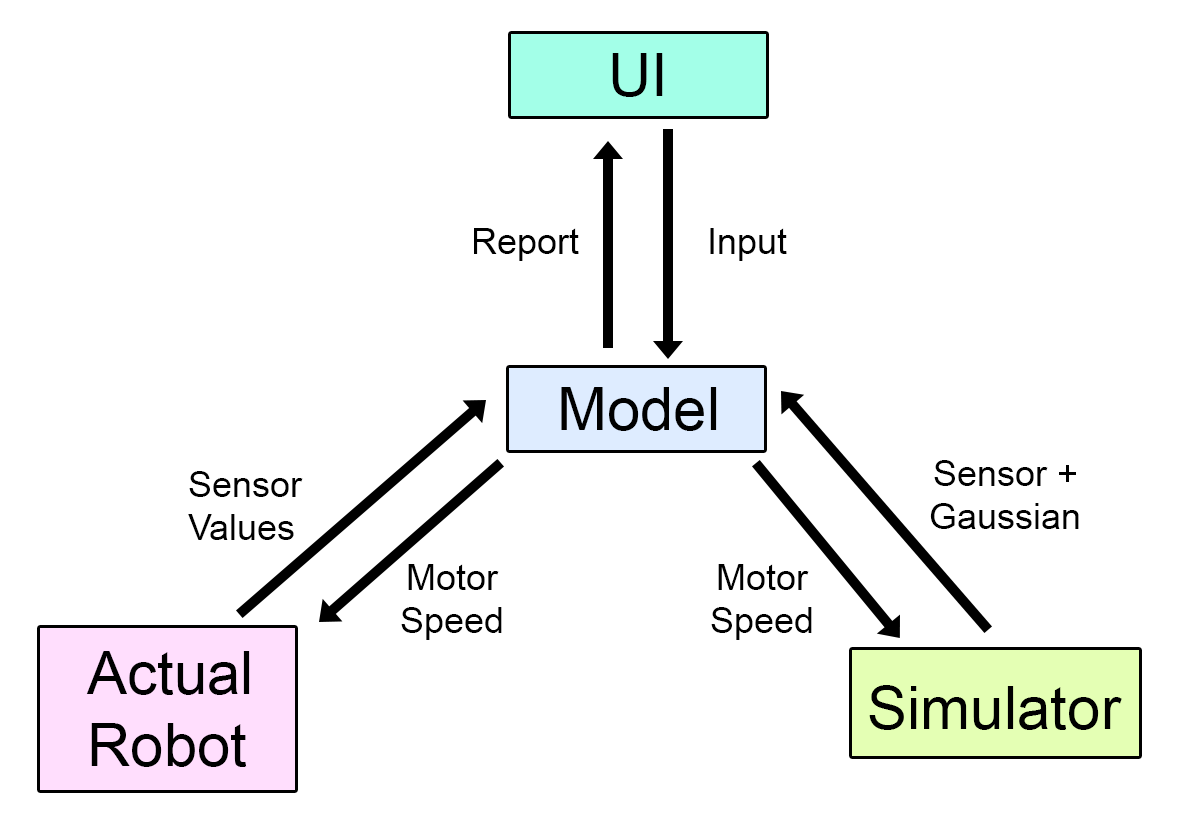 UI
Report
Input
Model
Sensor
Values
Motor
Speed
Motor
Speed
Sensor +
Gaussian
Actual
Robot
Simulator